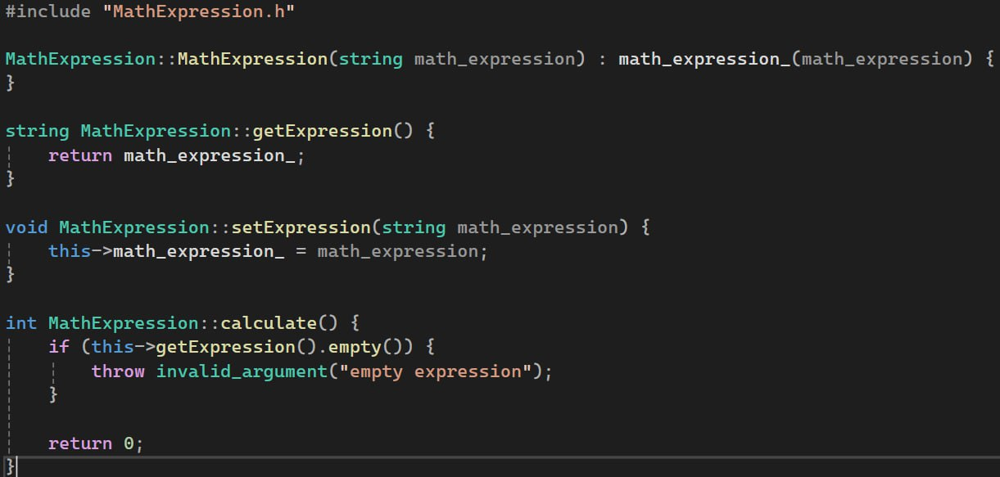 #include "MathExpression.h"

MathExpression::MathExpression(string math_expression) : math_expression_(math_expression) {
}

string MathExpression::getExpression() {
    return math_expression_;
}

void MathExpression::setExpression(string math_expression) {
    this->math_expression_ = math_expression;
}

int MathExpression::calculate() {
    if (this->getExpression().empty()) {
        throw invalid_argument("empty expression");
    }

    return 0;
}